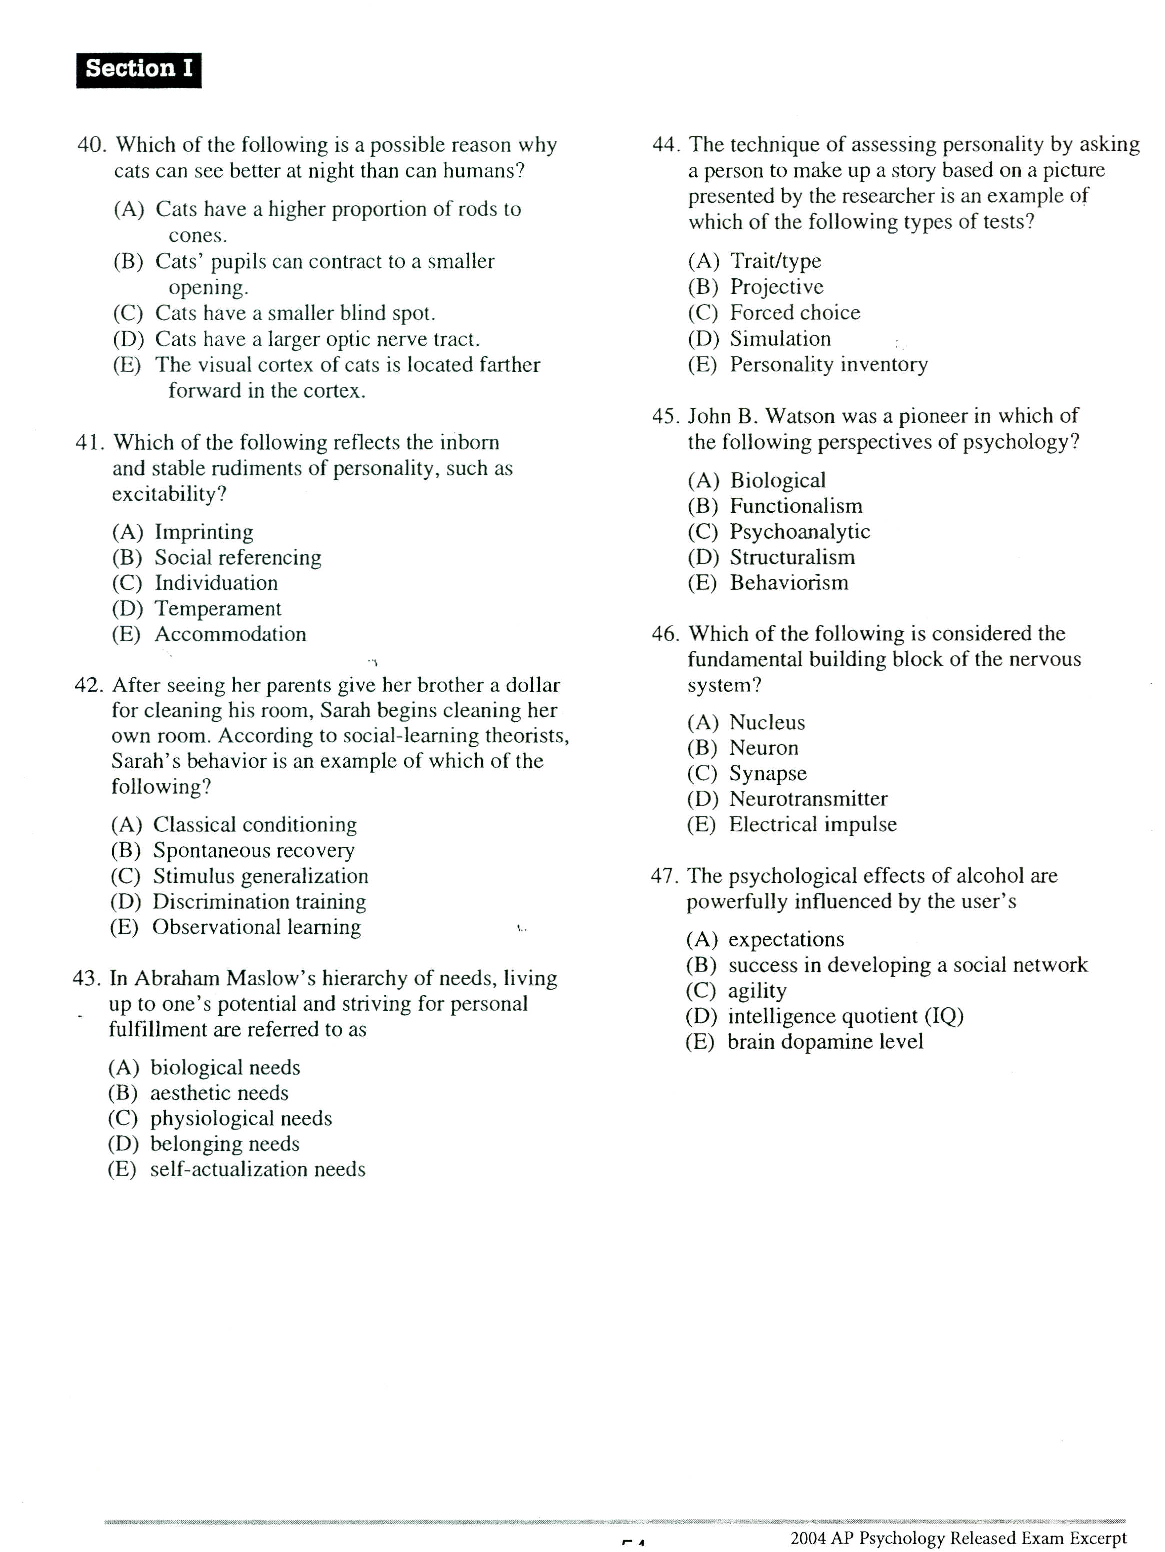 Section I
40. Which of the following is a possible reason why
cats can see better at night than can humans?
(A) Cats have a higher proportion of rods to
cones.
(B) Cats' pupils can contract to a smaller
opening.
(C) Cats have a smaller blind spot.
(D) Cats have a larger optic nerve tract.
(E) The visual cortex of cats is located farther
forward in the cortex.
41. Which of the following reflects the inborn
and stable rudiments of personality, such as
excitability?
(A) Imprinting
(B) Social referencing
(C) Individuation
(D) Temperament
(E) Accommodation
42. After seeing her parents give her brother a dollar
for cleaning his room, Sarah begins cleaning her
own room. According to social-learning theorists,
Sarah's behavior is an example of which of the
following?
(A) Classical conditioning
(B) Spontaneous recovery
(C) Stimulus generalization
(D) Discrimination training
(E) Observational learning
43. In Abraham Maslow's hierarchy of needs, living
up to one's potential and striving for personal
fulfillment are referred to as
(A) biological needs
(B) aesthetic needs
(C) physiological needs
(D) belonging needs
(E) self-actualization needs
44. The technique of assessing personality by asking
a person to make up a story based on a picture
presented by the researcher is an example of
which of the following types of tests?
(A) Trait/type
(B) Projective
(C) Forced choice
(D) Simulation
(E) Personality inventory
45. John B. Watson was a pioneer in which of
the following perspectives of psychology?
(A) Biological
(B) Functionalism
(C) Psychoanalytic
(D) Structuralism
(E) Behaviorism
46. Which of the following is considered the
fundamental building block of the nervous
system?
(A) Nucleus
(B) Neuron
(C) Synapse
(D) Neurotransmitter
(E) Electrical impulse
47. The psychological effects of alcohol are
powerfully influenced by the user's
(A) expectations
(B) success in developing a social network
(C) agility
(D) intelligence quotient (IQ)
(E) brain dopamine level
2004 AP Psychology Released Exam Excerpt